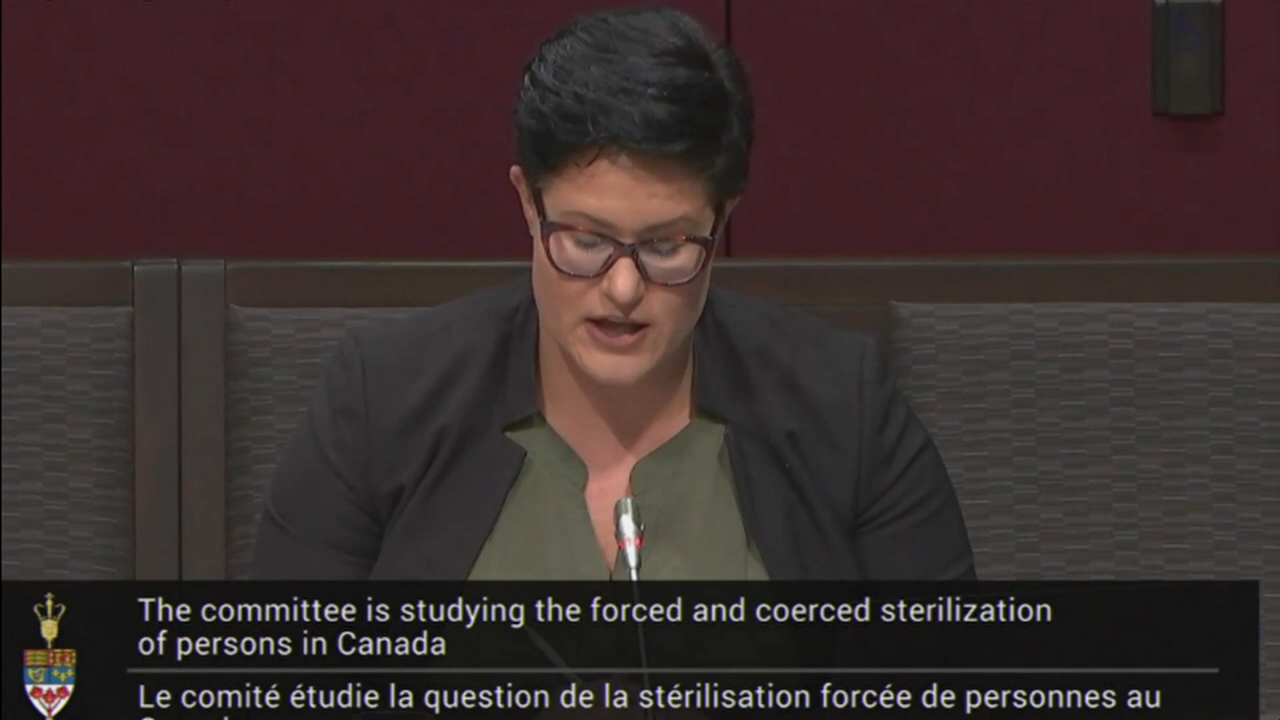 The committee is studying the forced and coerced sterilization
of persons in Canada
Le comité étudie la question de la stérilisation forcée de personnes au